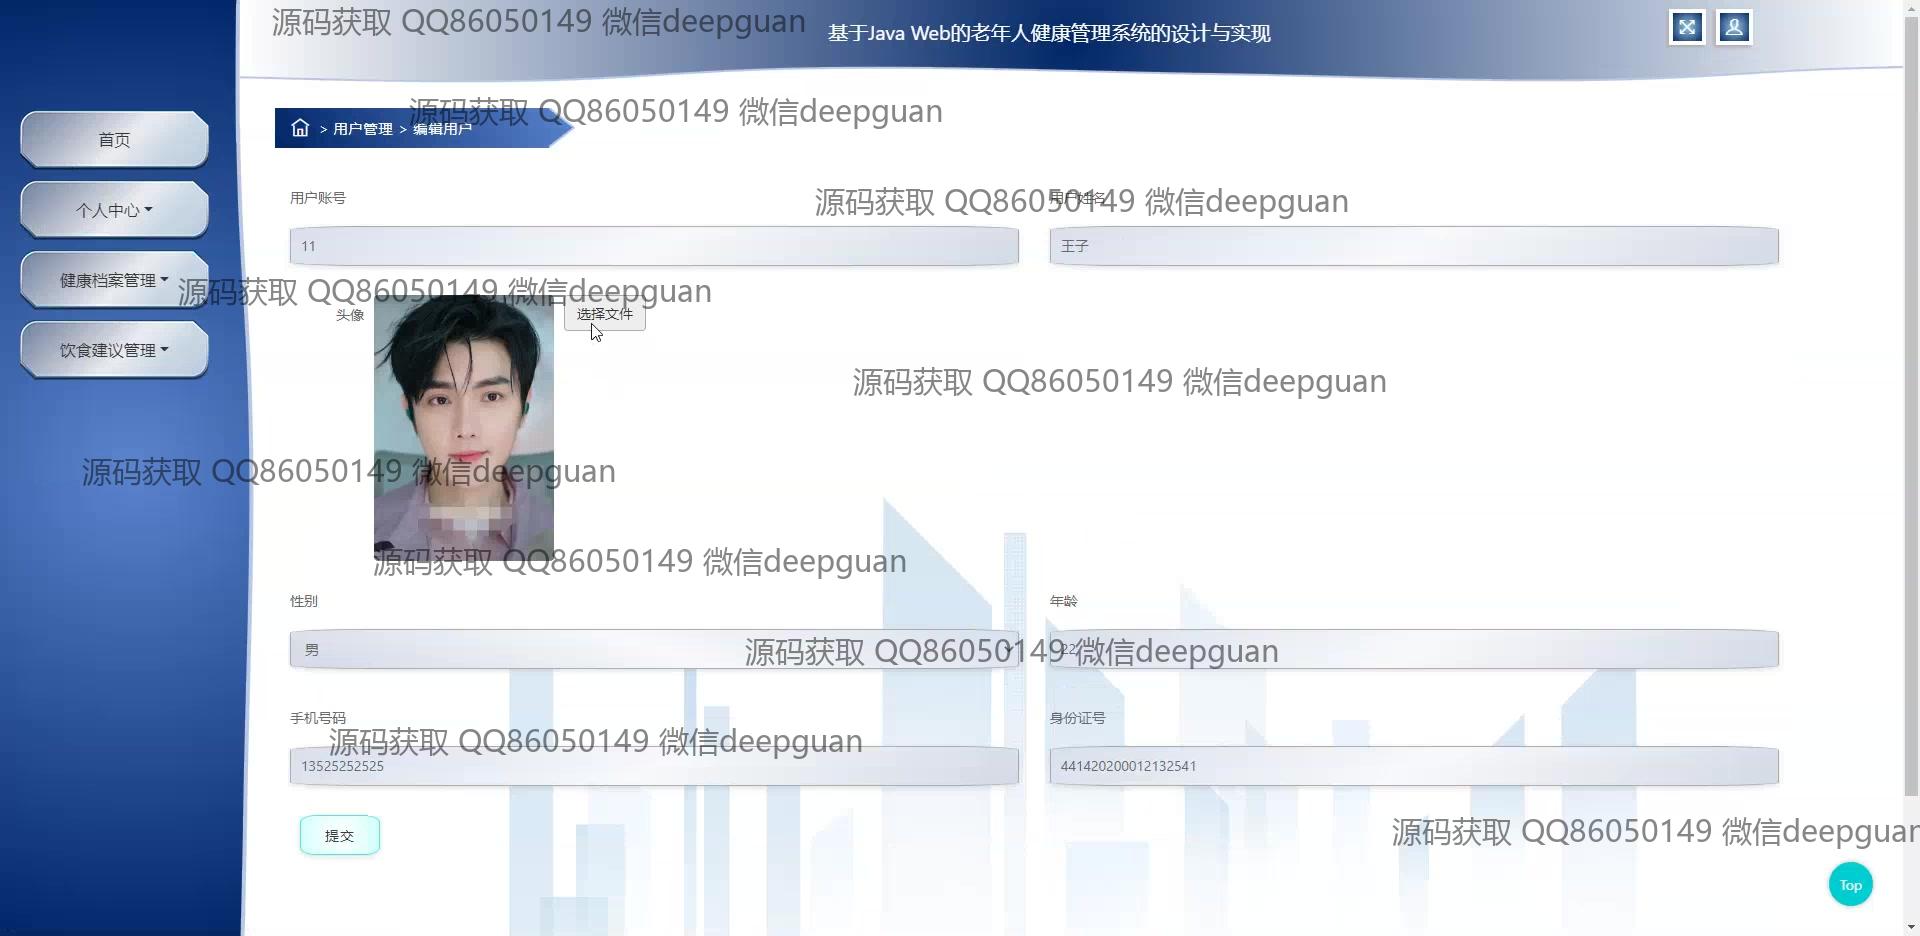 源码获取 QQ86050149 微信deepguan
基于Java Web的老年人健康管理系统的设计与实现
源码获取 QQ86050149 微信deepguan
> 用户管理 > 编辑用户
首页
用户账号
用户姓名
源码获取 QQ86050149 微信deepguan
个人中心
11
王子
健康档案管理
源码获取 QQ86050149 微信deepguan
头像
选择文件
饮食建议管理
源码获取 QQ86050149 微信deepguan
源码获取 QQ86050149 微信deepguan
源码获取 QQ86050149 微信deepguan
性别
年龄
男
22
源码获取 QQ86050149 微信deepguan
手机号码
身份证号
源码获取 QQ86050149 微信deepguan
13525252525
441420200012132541
提交
源码获取 QQ86050149 微信deepguan
Top